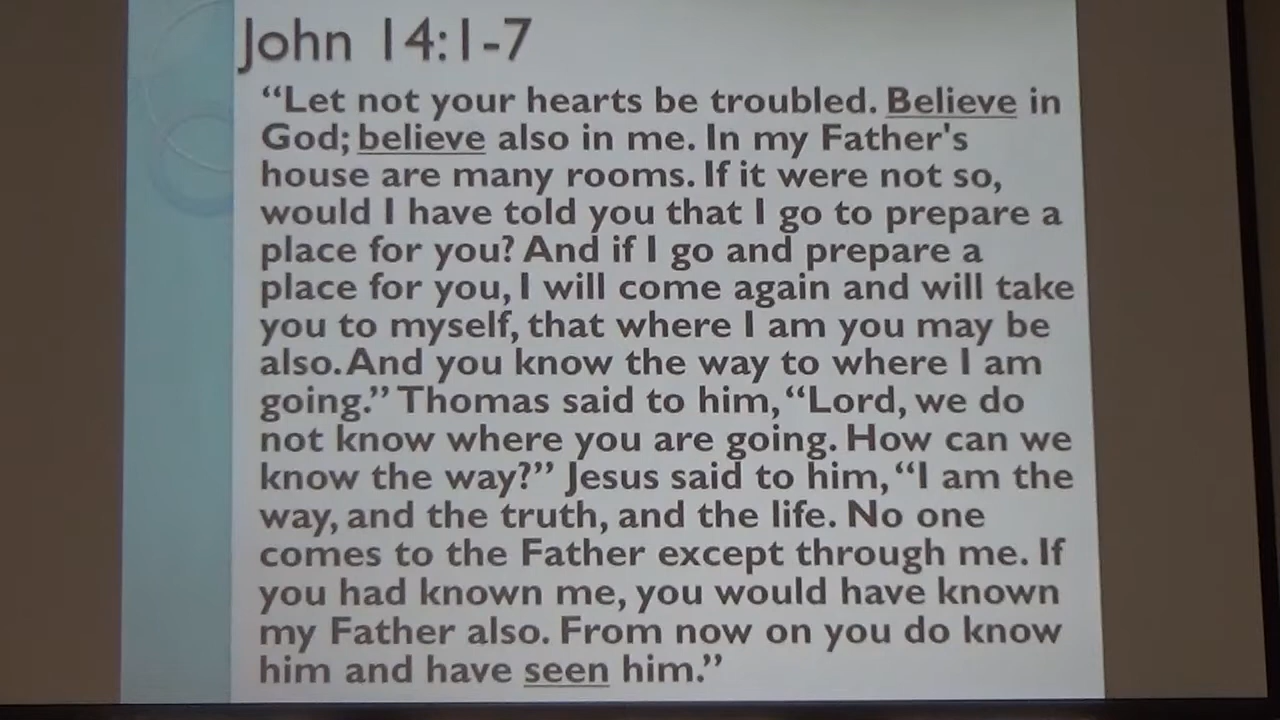 John 14:1-7
“Let not your hearts be troubled. Believe in
God; believe also in me. In my Father's
house are many rooms. If it were not so,
would I have told you that I go to prepare a
place for you? And if I go and prepare a
place for you, I will come again and will take
you to myself, that where I am you may be
also. And you know the way to where I am
going.” Thomas said to him, “Lord, we do
not know where you are going. How can we
know the way?” Jesus said to him, “I am the
way, and the truth, and the life. No one
comes to the Father except through me. If
you had known me, you would have known
my Father also. From now on you do know
him and have seen him.”